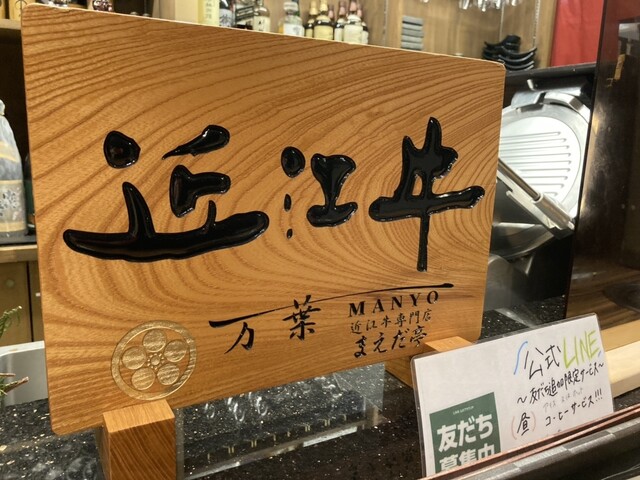 近江牛
万葉
MANYO
近江牛専門店
まえだ亭
公式LINE
～友だち追加限定サービス～
(昼)
コーヒーサービス!!!
友だち
募集中